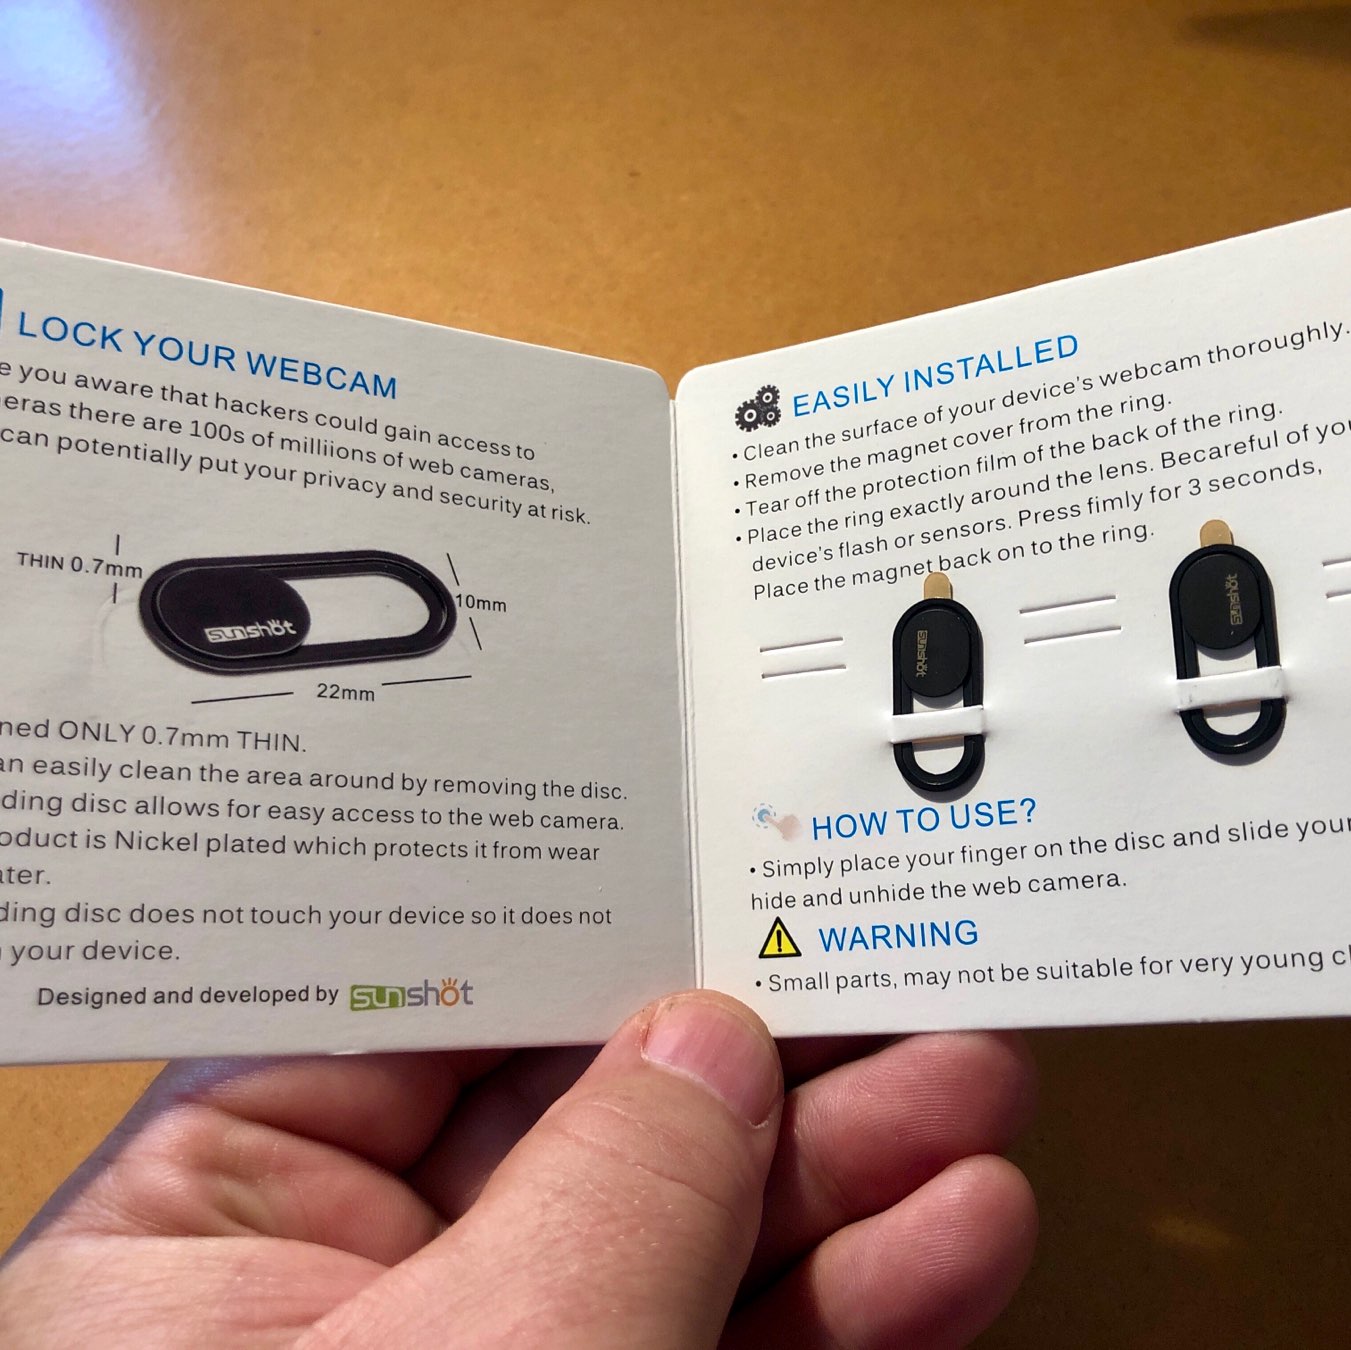 LOCK YOUR WEBCAM
you aware that hackers could gain access to
there are 100s of milliions of web cameras,
can potentially put your privacy and security at risk.
THIN 0.7mm
10mm
sunshot
22mm
ONLY 0.7mm THIN.
easily clean the area around by removing the disc.
disc allows for easy access to the web camera.
is Nickel plated which protects it from wear
disc does not touch your device so it does not
your device.
Designed and developed by sunshot
EASILY INSTALLED
• Clean the surface of your device's webcam thoroughly.
• Remove the magnet cover from the ring.
• Tear off the protection film of the back of the ring.
• Place the ring exactly around the lens. Becareful of
device's flash or sensors. Press fimly for 3 seconds,
Place the magnet back on to the ring.
sunshot
sunshot
HOW TO USE?
• Simply place your finger on the disc and slide your
hide and unhide the web camera.
WARNING
• Small parts, may not be suitable for very young